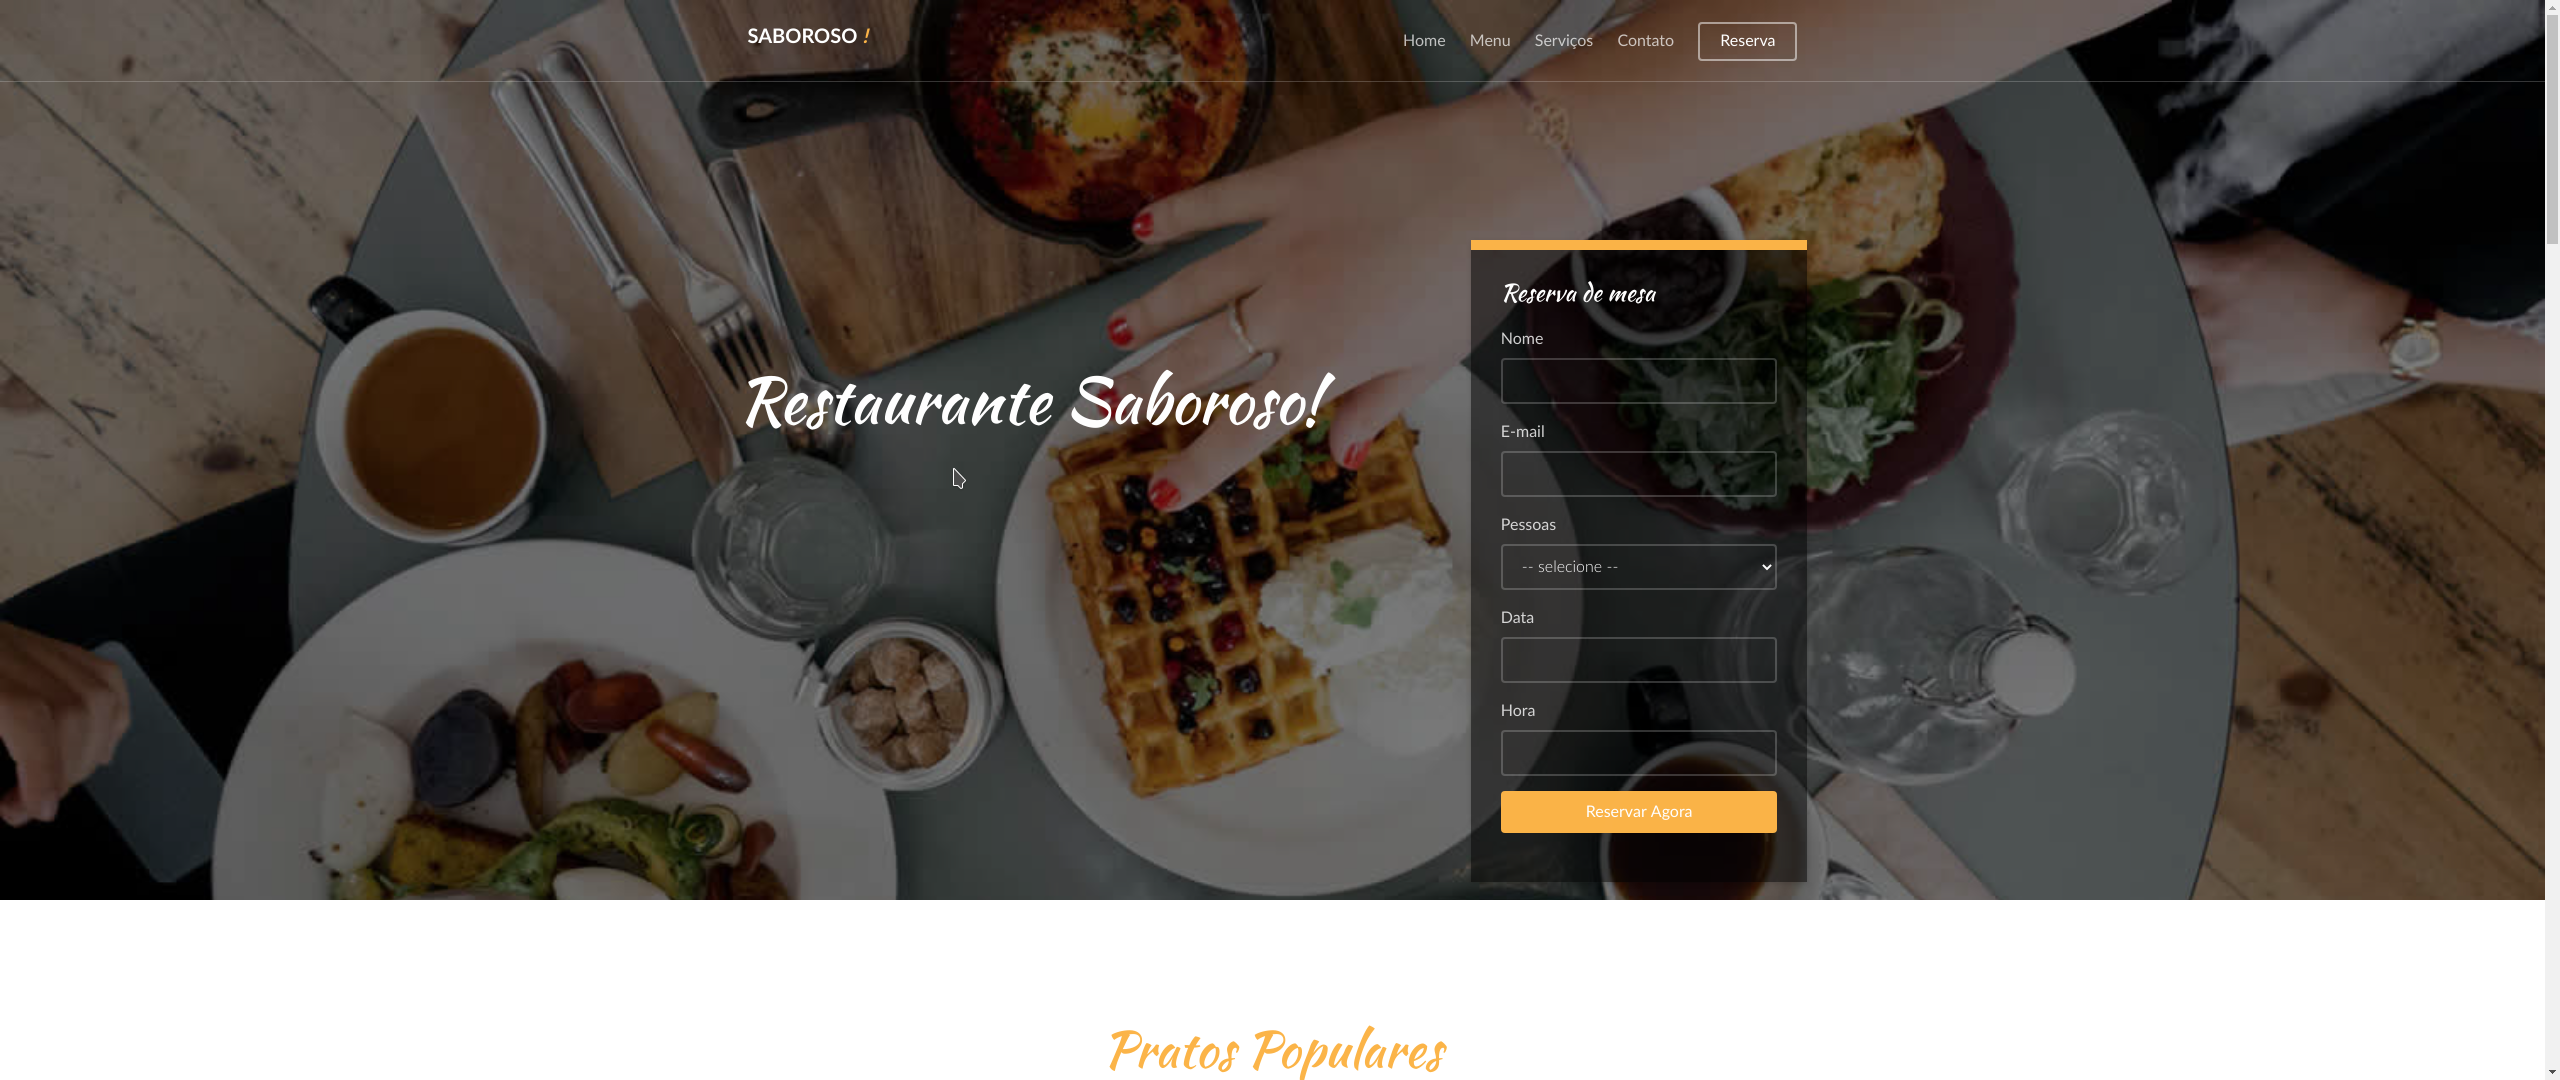 SABOROSO !
Home Menu Serviços Contato Reserva
Restaurante Saboroso!
Reserva de mesa
Nome
E-mail
Pessoas
-- selecione --
Data
Hora
Reservar Agora
Pratos Populares